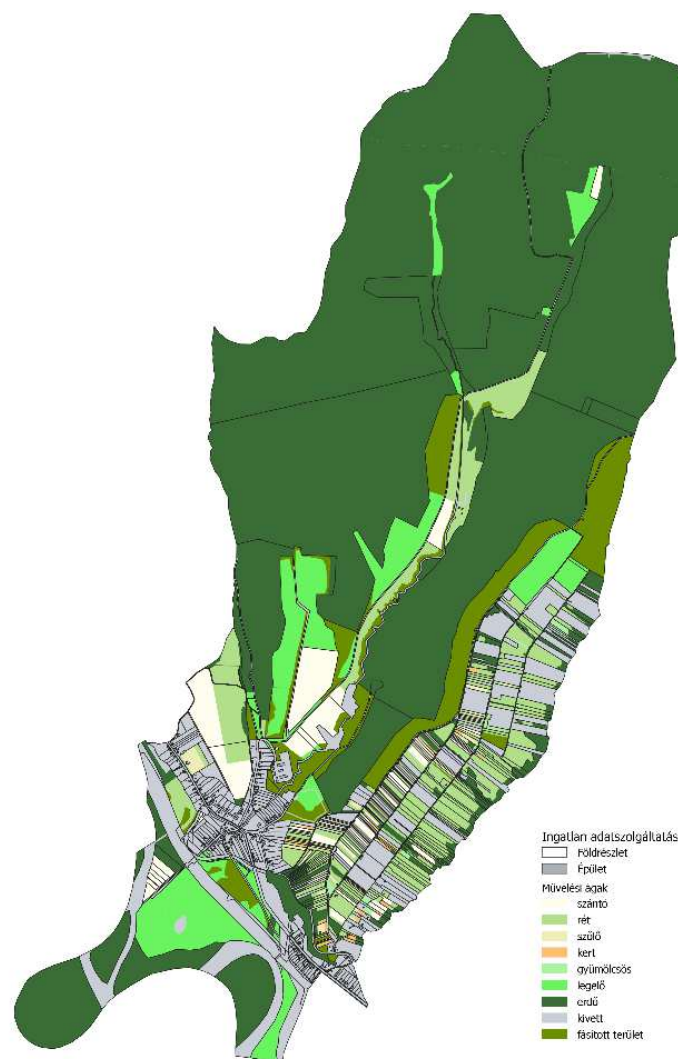 Ingatlan adatszolgáltatás
Földrészlet
Épület
Művelési ágak
szántó
rét
szőlő
kert
gyümölcsös
legelő
erdő
kivett
fásított terület